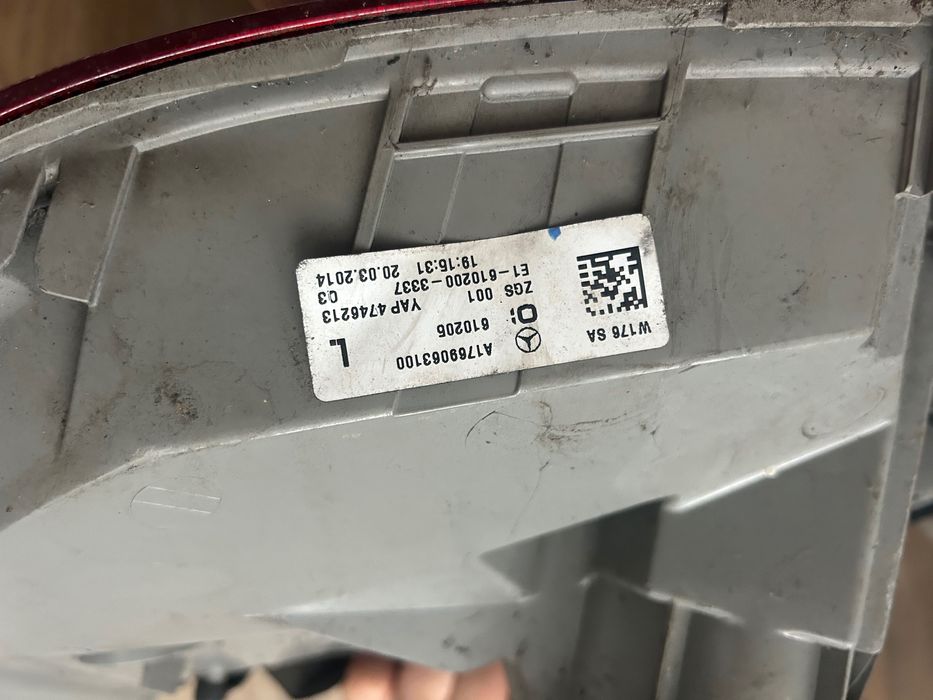 W176 SA
A1769063100
610205
L
ZGS 001
YAP 4746213
E1-610200-3337 03
19:15:31 20.03.2014